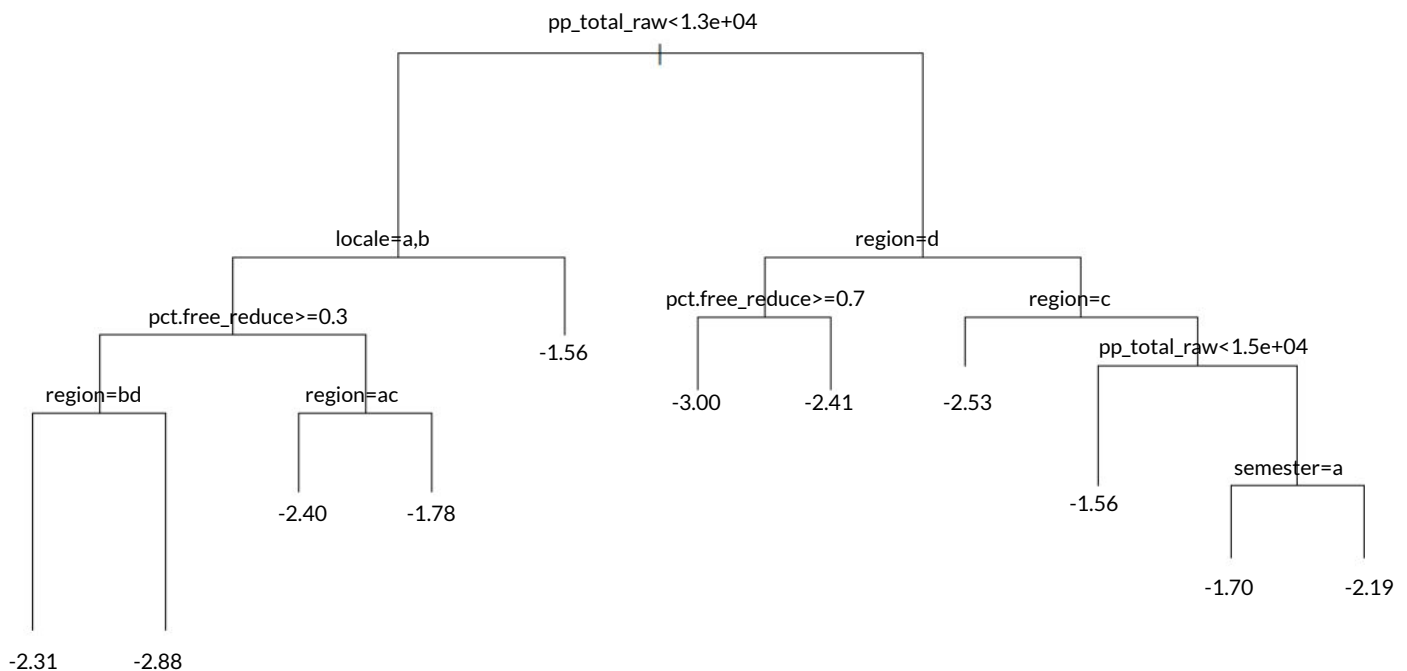 pp_total_raw<1.3e+04
locale=a,b
region=d
pct.free_reduce>=0.7
region=c
pct.free_reduce>=0.3
pp_total_raw<1.5e+04
-1.56
region=bd
region=ac
-3.00
-2.41
-2.53
semester=a
-2.40
-1.78
-1.56
-1.70
-2.19
-2.31
-2.88